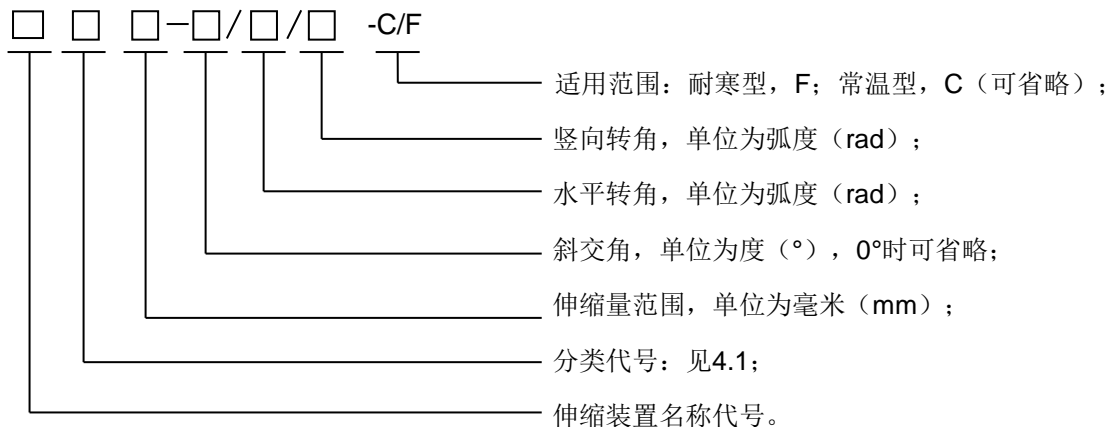 □ □ □-□/□/□ -C/F
适用范围：耐寒型，F；常温型，C（可省略）；
竖向转角，单位为弧度（rad）；
水平转角，单位为弧度（rad）；
斜交角，单位为度（°），0°时可省略；
伸缩量范围，单位为毫米（mm）；
分类代号：见4.1；
伸缩装置名称代号。